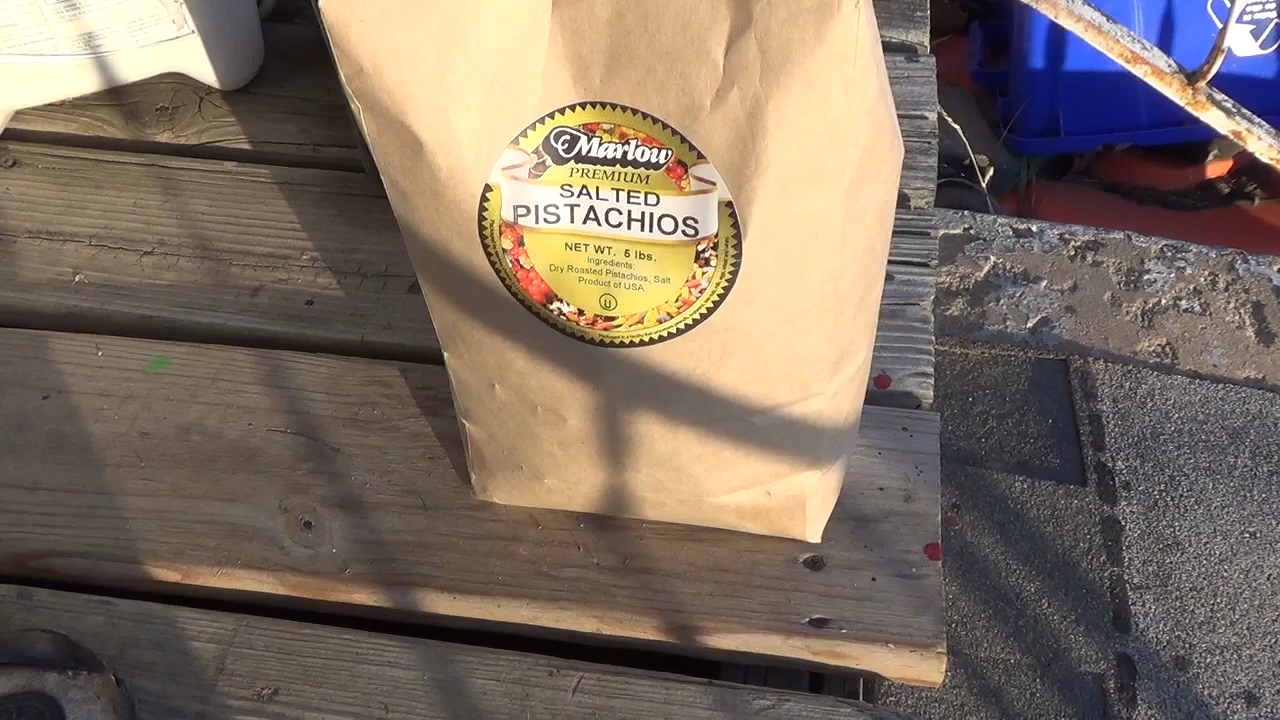 Marlow
PREMIUM
SALTED
PISTACHIOS
NET WT. 5 lbs.
Ingredients:
Dry Roasted Pistachios, Salt
Product of USA.
U